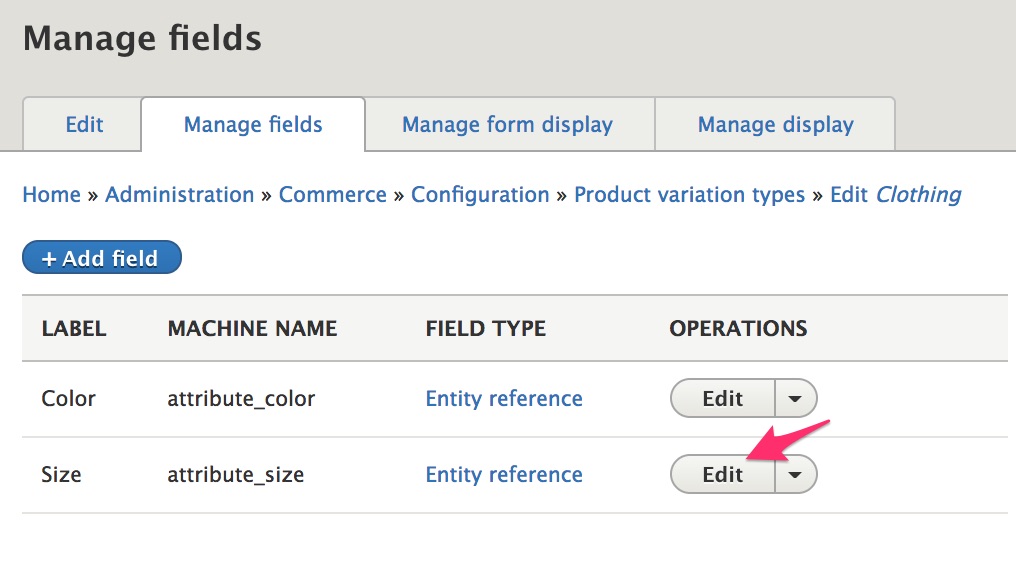 Manage fields
Edit Manage fields Manage form display Manage display
Home » Administration » Commerce » Configuration » Product variation types » Edit Clothing
+ Add field
LABEL MACHINE NAME FIELD TYPE OPERATIONS
Color attribute_color Entity reference Edit
Size attribute_size Entity reference Edit